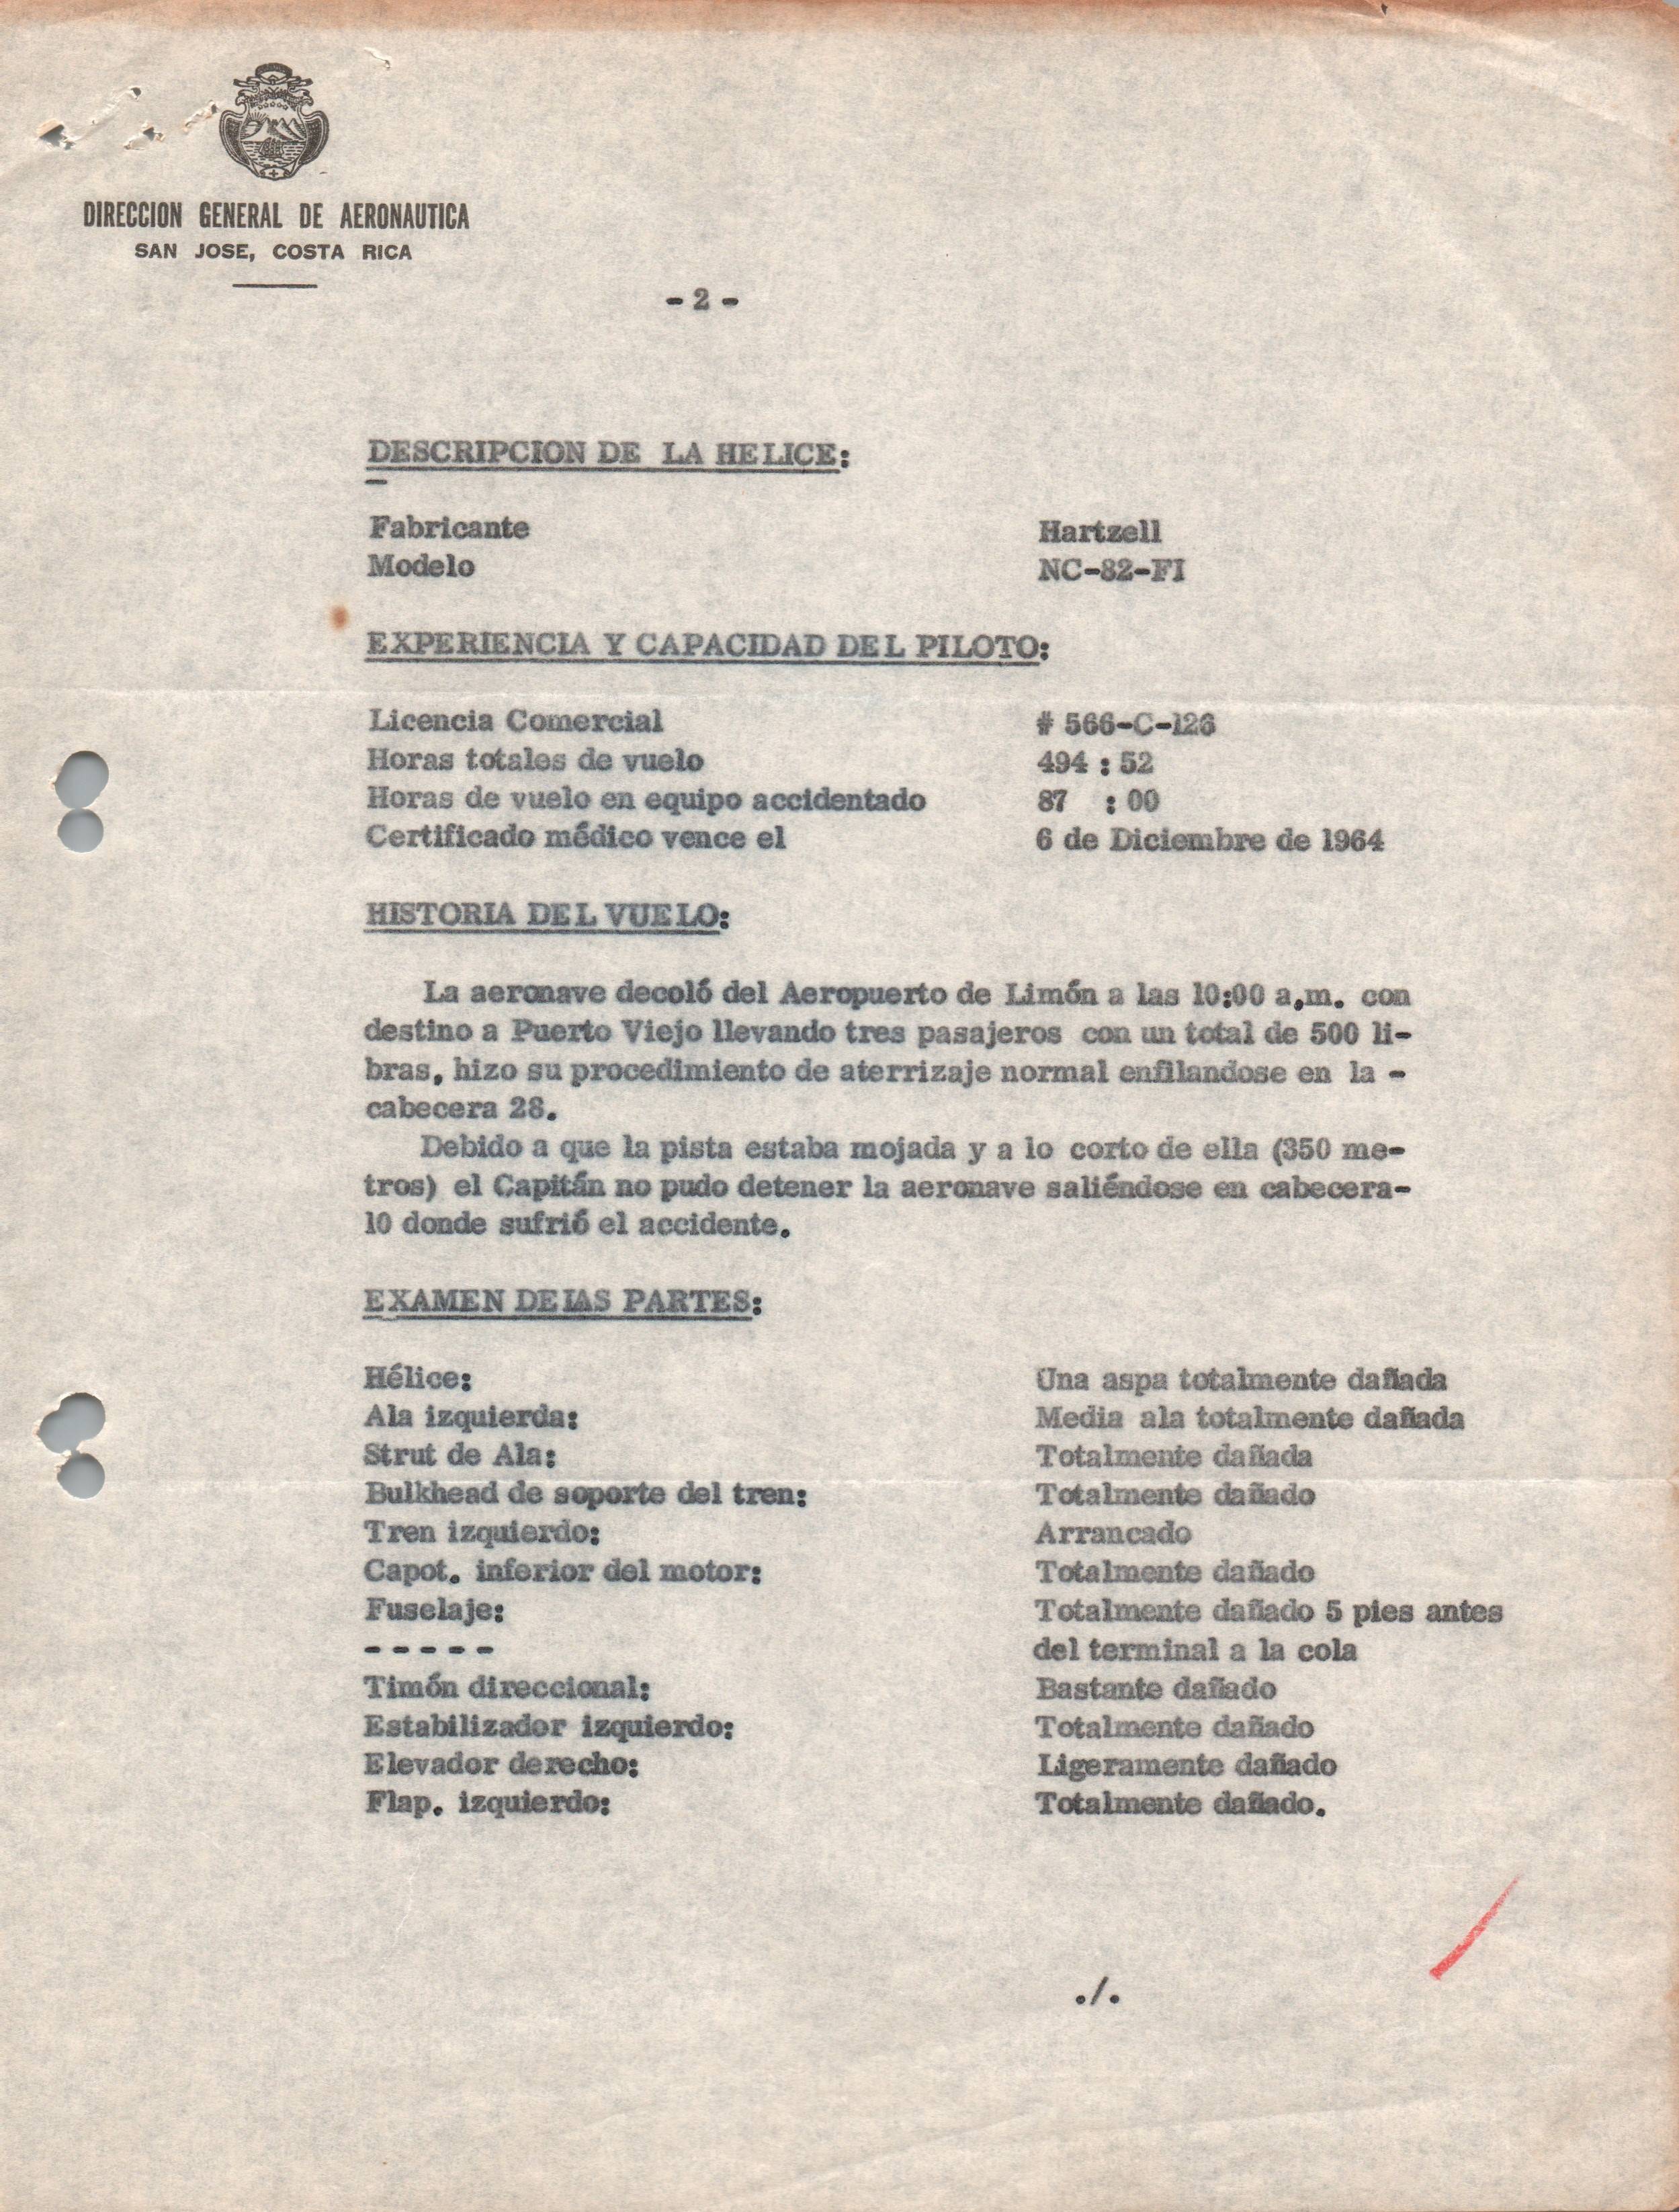 DIRECCION GENERAL DE AERONAUTICA
SAN JOSE, COSTA RICA
- 2 -
DESCRIPCION DE LA HELICE:
Fabricante Hartzell
Modelo NC-82-FI
EXPERIENCIA Y CAPACIDAD DEL PILOTO:
Licencia Comercial # 566-C-126
Horas totales de vuelo 494 : 52
Horas de vuelo en equipo accidentado 87 : 00
Certificado médico vence el 6 de Diciembre de 1964
HISTORIA DEL VUELO:
La aeronave decoló del Aeropuerto de Limón a las 10:00 a,m. con
destino a Puerto Viejo llevando tres pasajeros con un total de 500 li-
bras, hizo su procedimiento de aterrizaje normal enfilandose en la -
cabecera 28.
Debido a que la pista estaba mojada y a lo corto de ella (350 me-
tros) el Capitán no pudo detener la aeronave saliéndose en cabecera-
10 donde sufrió el accidente.
EXAMEN DE LAS PARTES:
Hélice: Una aspa totalmente dañada
Ala izquierda: Media ala totalmente dañada
Strut de Ala: Totalmente dañada
Bulkhead de soporte del tren: Totalmente dañado
Tren izquierdo: Arrancado
Capot. inferior del motor: Totalmente dañado
Fuselaje: Totalmente dañado 5 pies antes
- - - - - del terminal a la cola
Timón direccional: Bastante dañado
Estabilizador izquierdo: Totalmente dañado
Elevador derecho: Ligeramente dañado
Flap. izquierdo: Totalmente dañado.
./.